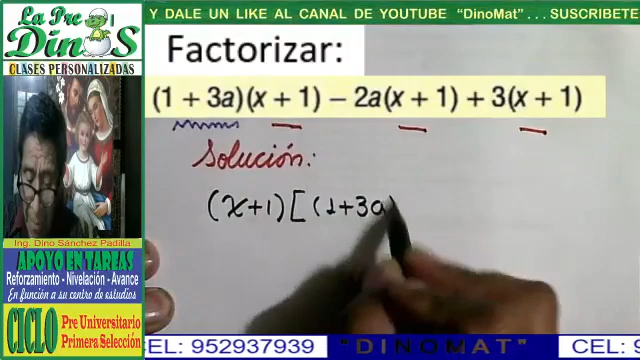 Y DALE UN LIKE AL CANAL DE YOUTUBE "DinoMat"... SUSCRIBETE
La Pre
DinoS
CLASES PERSONALIZADAS
Factorizar:
(1 + 3a)(x + 1) − 2a(x + 1) + 3(x + 1)
Solución:
(x+1)[(1+3a)
Ing. Dino Sánchez Padilla
APOYO EN TAREAS
Reforzamiento - Nivelación - Avance
En función a su centro de estudios
CICLO Pre Universitario
Primera Selección
CEL: 952937939 "DINOMAT" CEL: 9